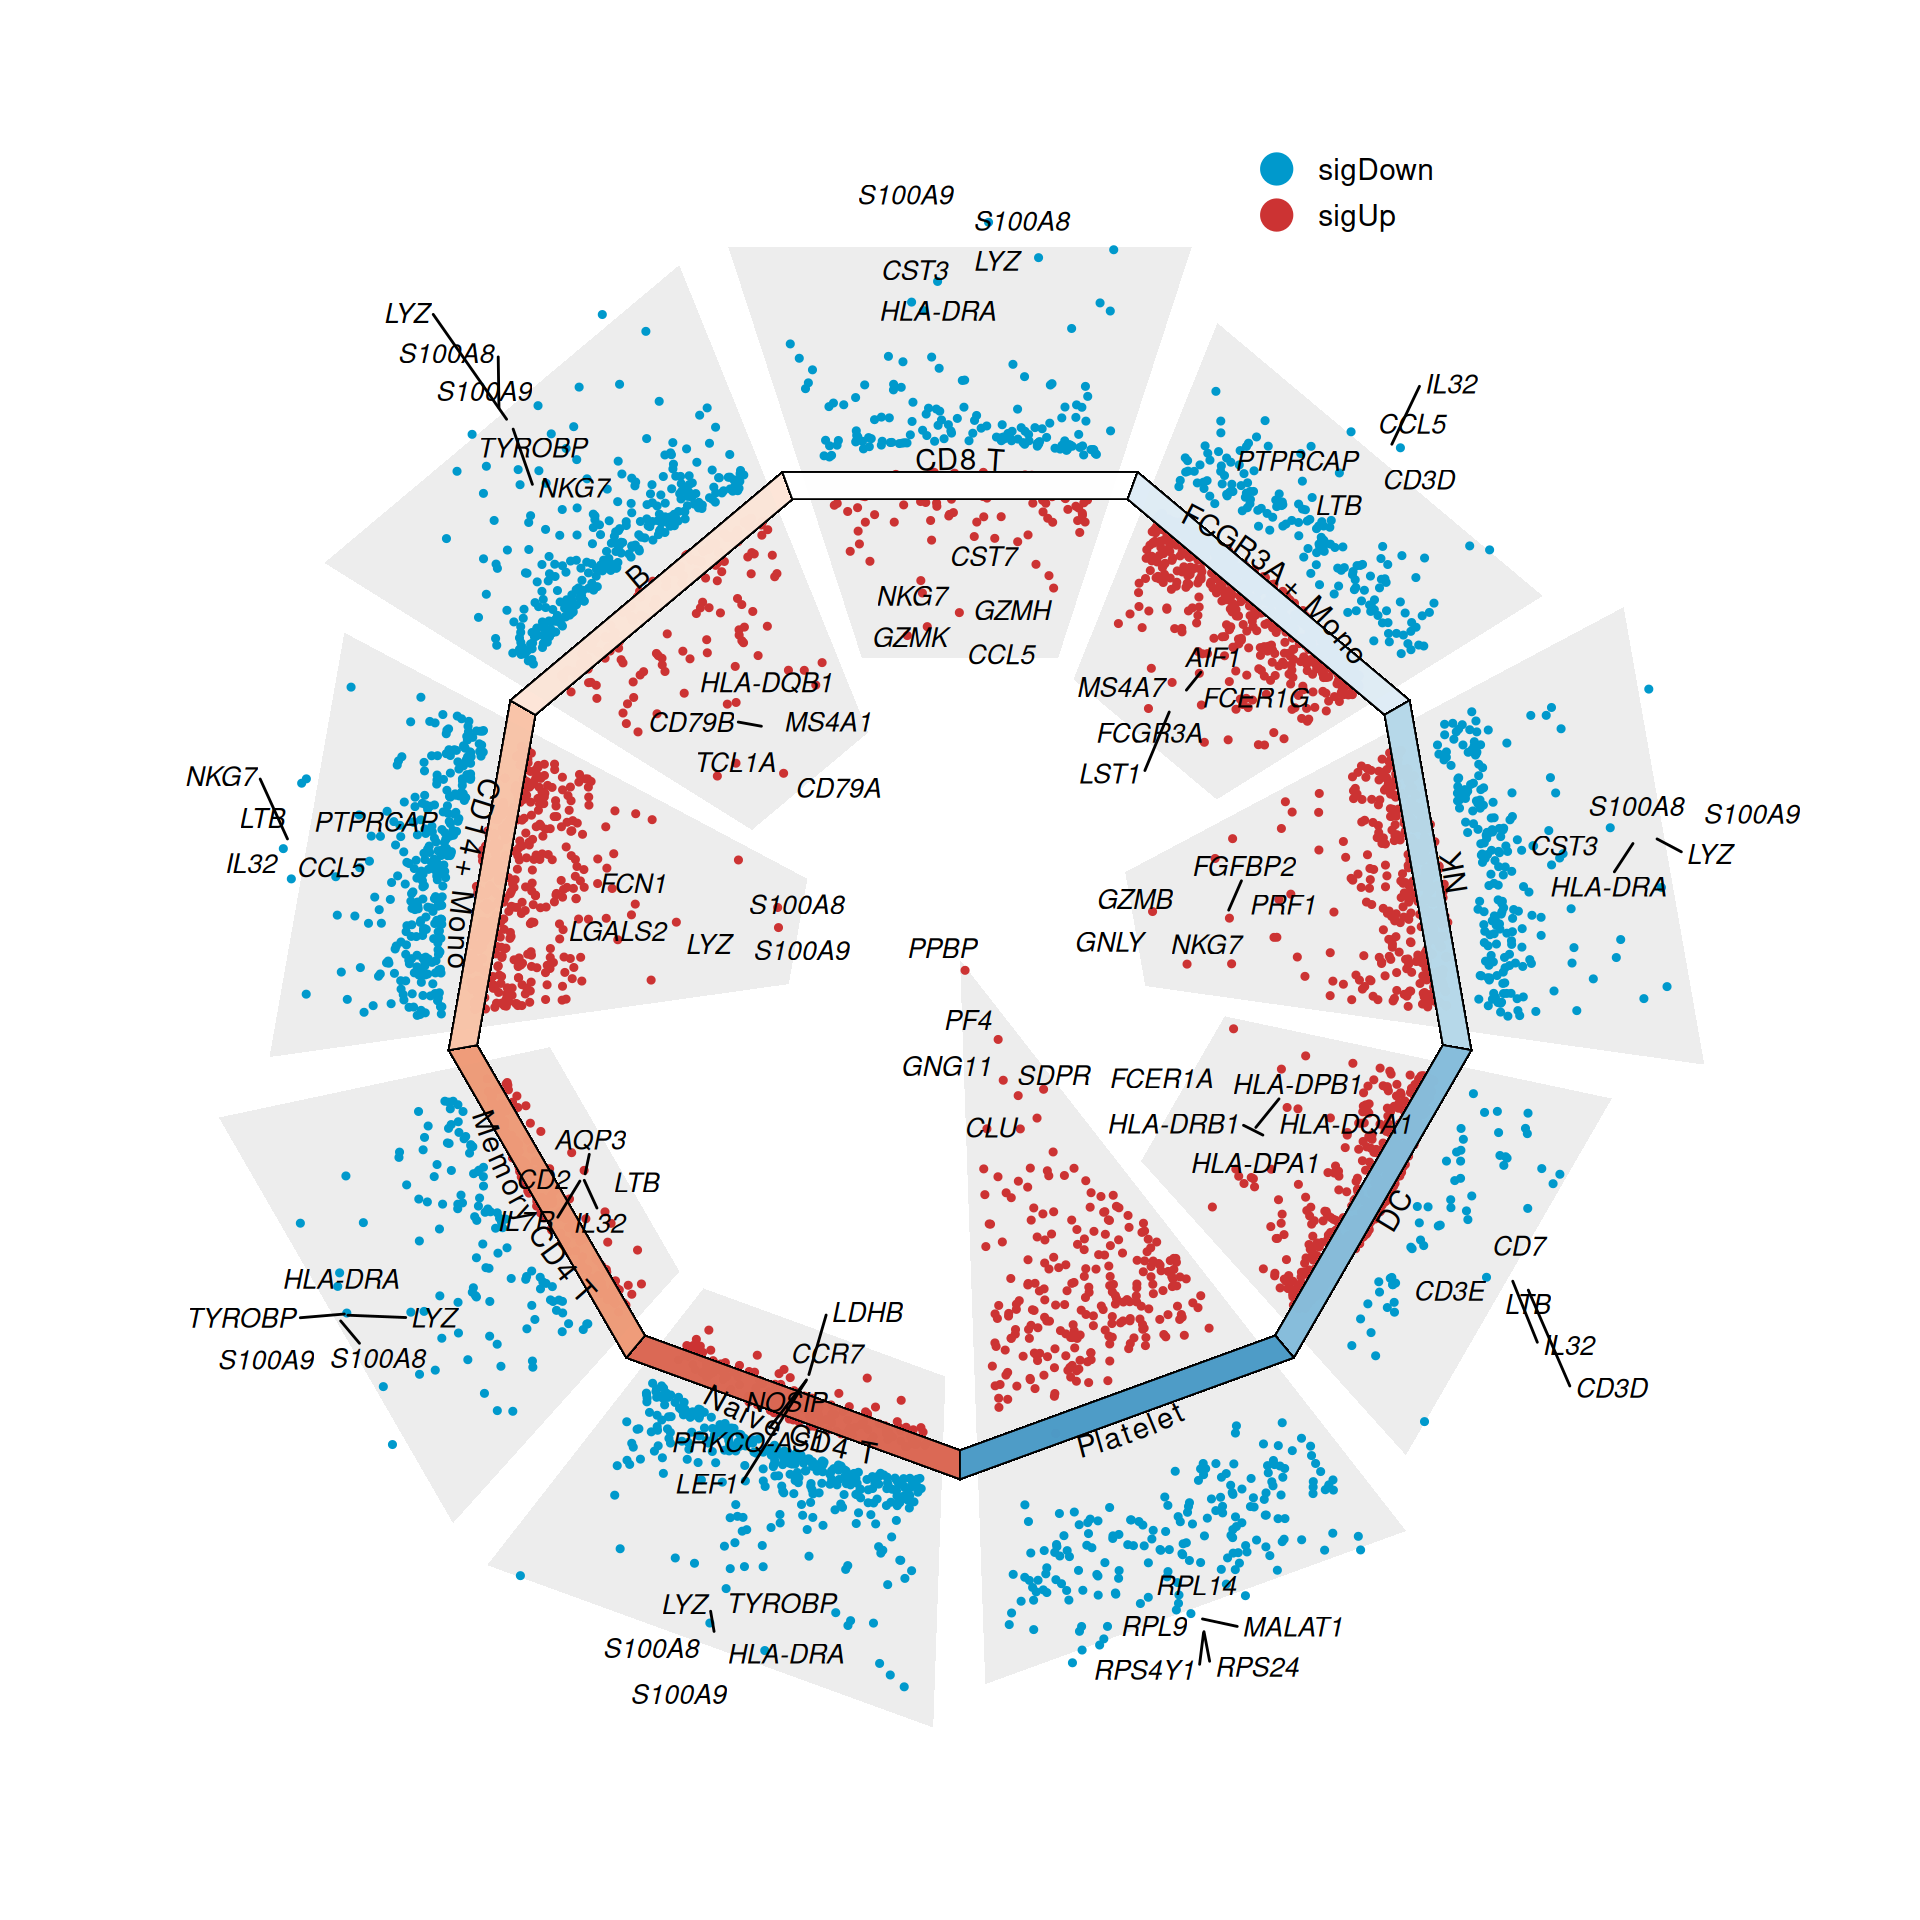 sigDown
sigUp
S100A9
S100A8
LYZ
CST3
HLA-DRA
CD8 T
CST7
NKG7
GZMH
GZMK
CCL5
IL32
CCL5
PTPRCAP
CD3D
LTB
FCGR3A+ Mono
AIF1
MS4A7
FCER1G
FCGR3A
LST1
S100A8
S100A9
CST3
LYZ
HLA-DRA
NK
FGFBP2
GZMB
PRF1
GNLY
NKG7
FCER1A
HLA-DPB1
HLA-DRB1
HLA-DQA1
HLA-DPA1
DC
CD7
CD3E
LTB
IL32
CD3D
PPBP
PF4
GNG11
SDPR
CLU
Platelet
RPL14
RPL9
MALAT1
RPS4Y1
RPS24
LDHB
CCR7
NOSIP
Naive CD4 T
PRKCQ-AS1
LEF1
LYZ
TYROBP
S100A8
HLA-DRA
S100A9
AQP3
CD2
LTB
IL7R
IL32
Memory CD4 T
HLA-DRA
TYROBP
LYZ
S100A9
S100A8
NKG7
LTB
PTPRCAP
IL32
CCL5
CD14+ Mono
FCN1
S100A8
LGALS2
LYZ
S100A9
LYZ
S100A8
S100A9
TYROBP
NKG7
B
HLA-DQB1
CD79B
MS4A1
TCL1A
CD79A